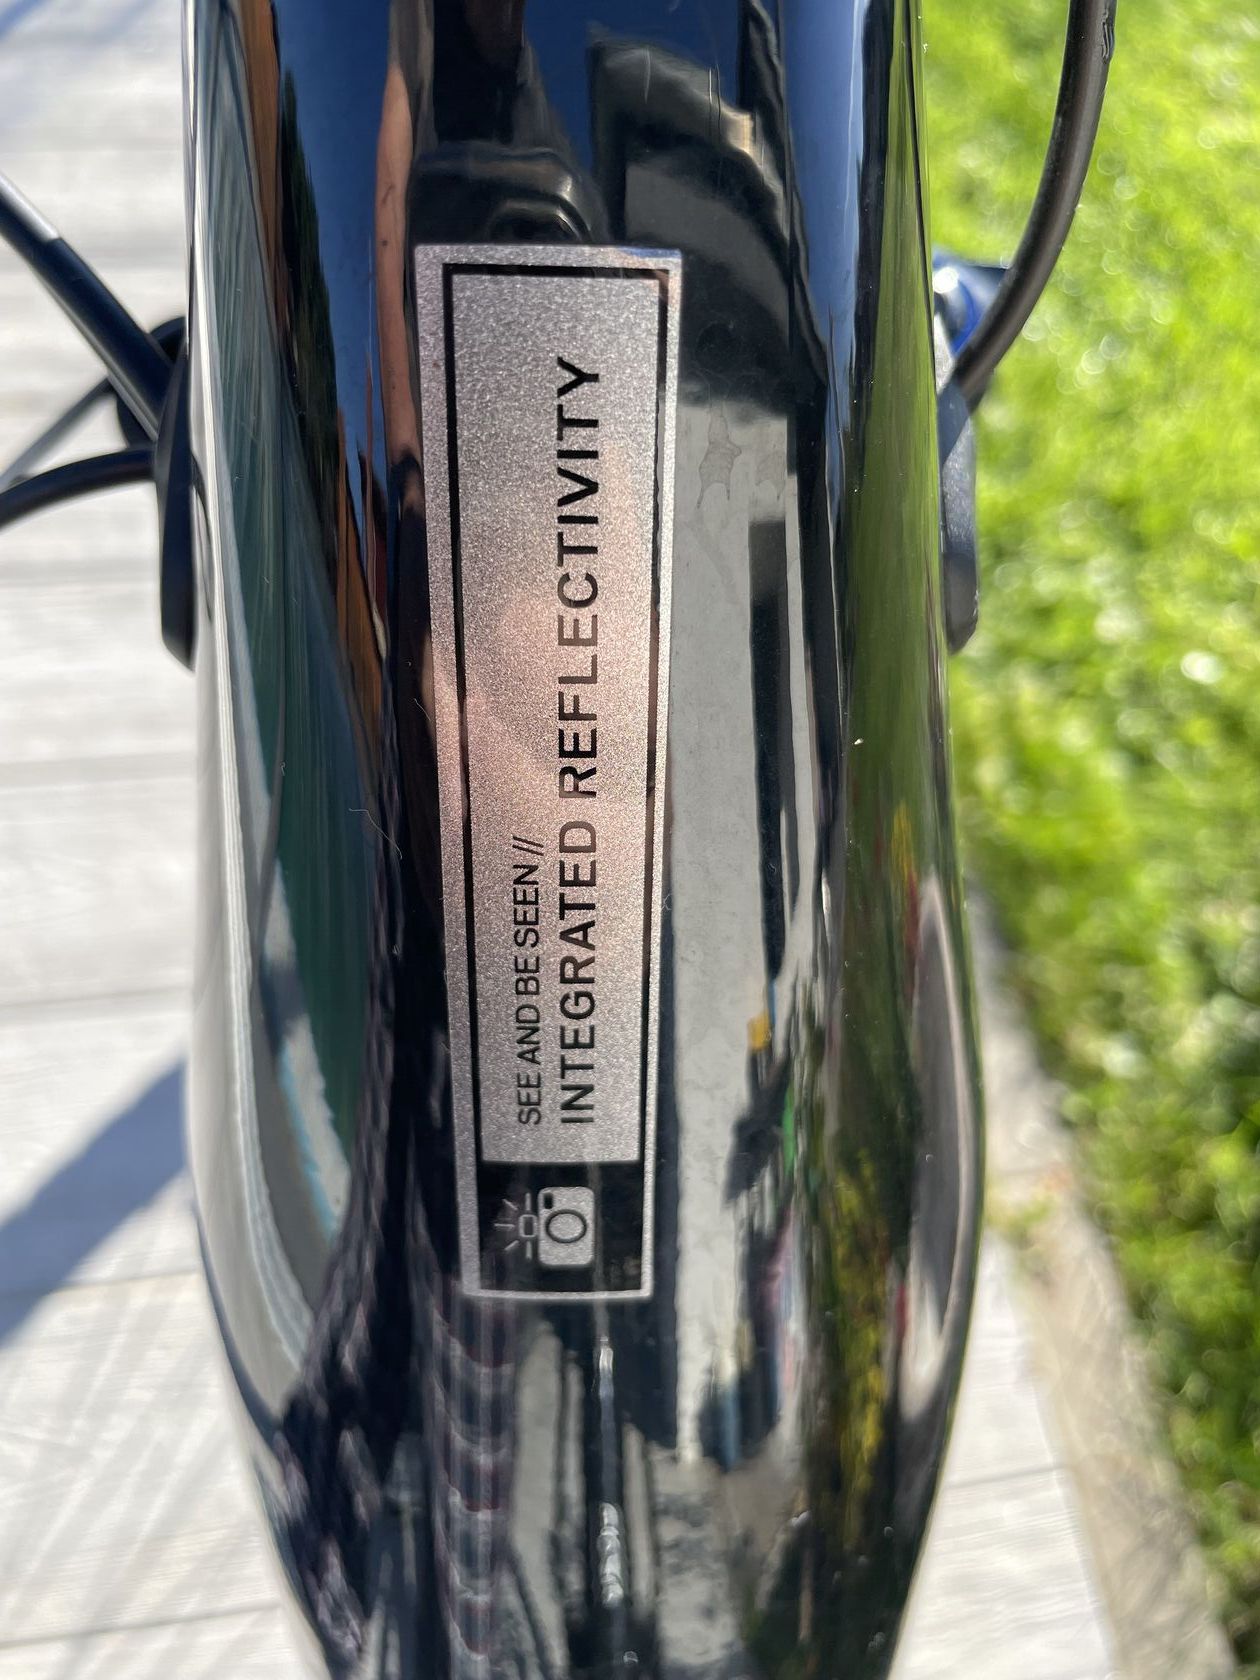 SEE AND BE SEEN //
INTEGRATED REFLECTIVITY